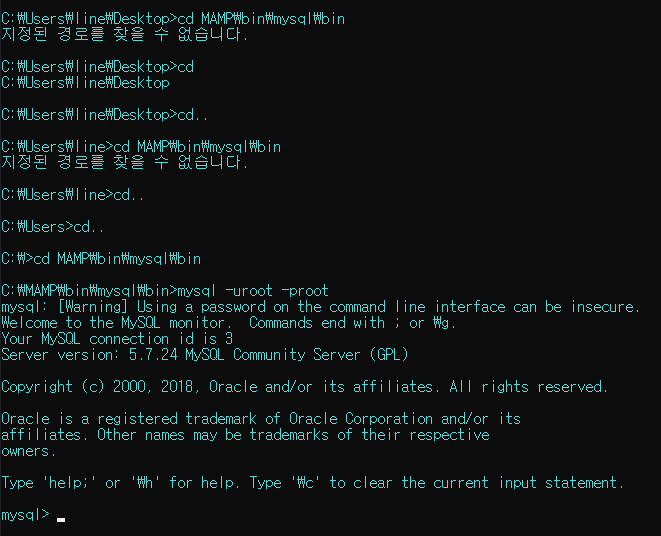 C:₩Users₩line₩Desktop>cd MAMP₩bin₩mysql₩bin
지정된 경로를 찾을 수 없습니다.
C:₩Users₩line₩Desktop>cd
C:₩Users₩line₩Desktop
C:₩Users₩line₩Desktop>cd..
C:₩Users₩line>cd MAMP₩bin₩mysql₩bin
지정된 경로를 찾을 수 없습니다.
C:₩Users₩line>cd..
C:₩Users>cd..
C:₩>cd MAMP₩bin₩mysql₩bin
C:₩MAMP₩bin₩mysql₩bin>mysql -uroot -proot
mysql: [Warning] Using a password on the command line interface can be insecure.
Welcome to the MySQL monitor.  Commands end with ; or ₩g.
Your MySQL connection id is 3
Server version: 5.7.24 MySQL Community Server (GPL)
Copyright (c) 2000, 2018, Oracle and/or its affiliates. All rights reserved.
Oracle is a registered trademark of Oracle Corporation and/or its
affiliates. Other names may be trademarks of their respective
owners.
Type 'help;' or '₩h' for help. Type '₩c' to clear the current input statement.
mysql> _